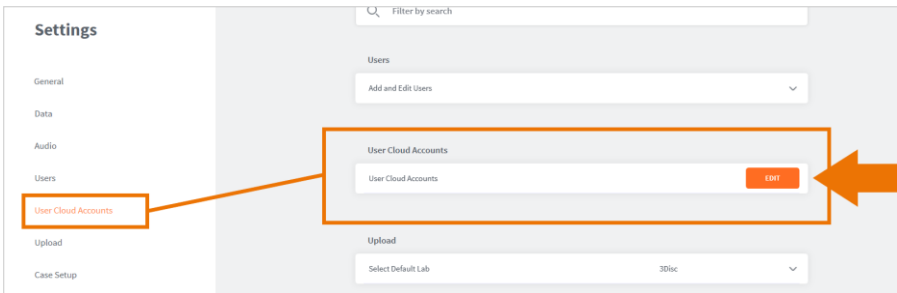 Settings
General
Data
Audio
Users
User Cloud Accounts
Upload
Case Setup
Filter by search
Users
Add and Edit Users
User Cloud Accounts
User Cloud Accounts
EDIT
Upload
Select Default Lab
3Disc